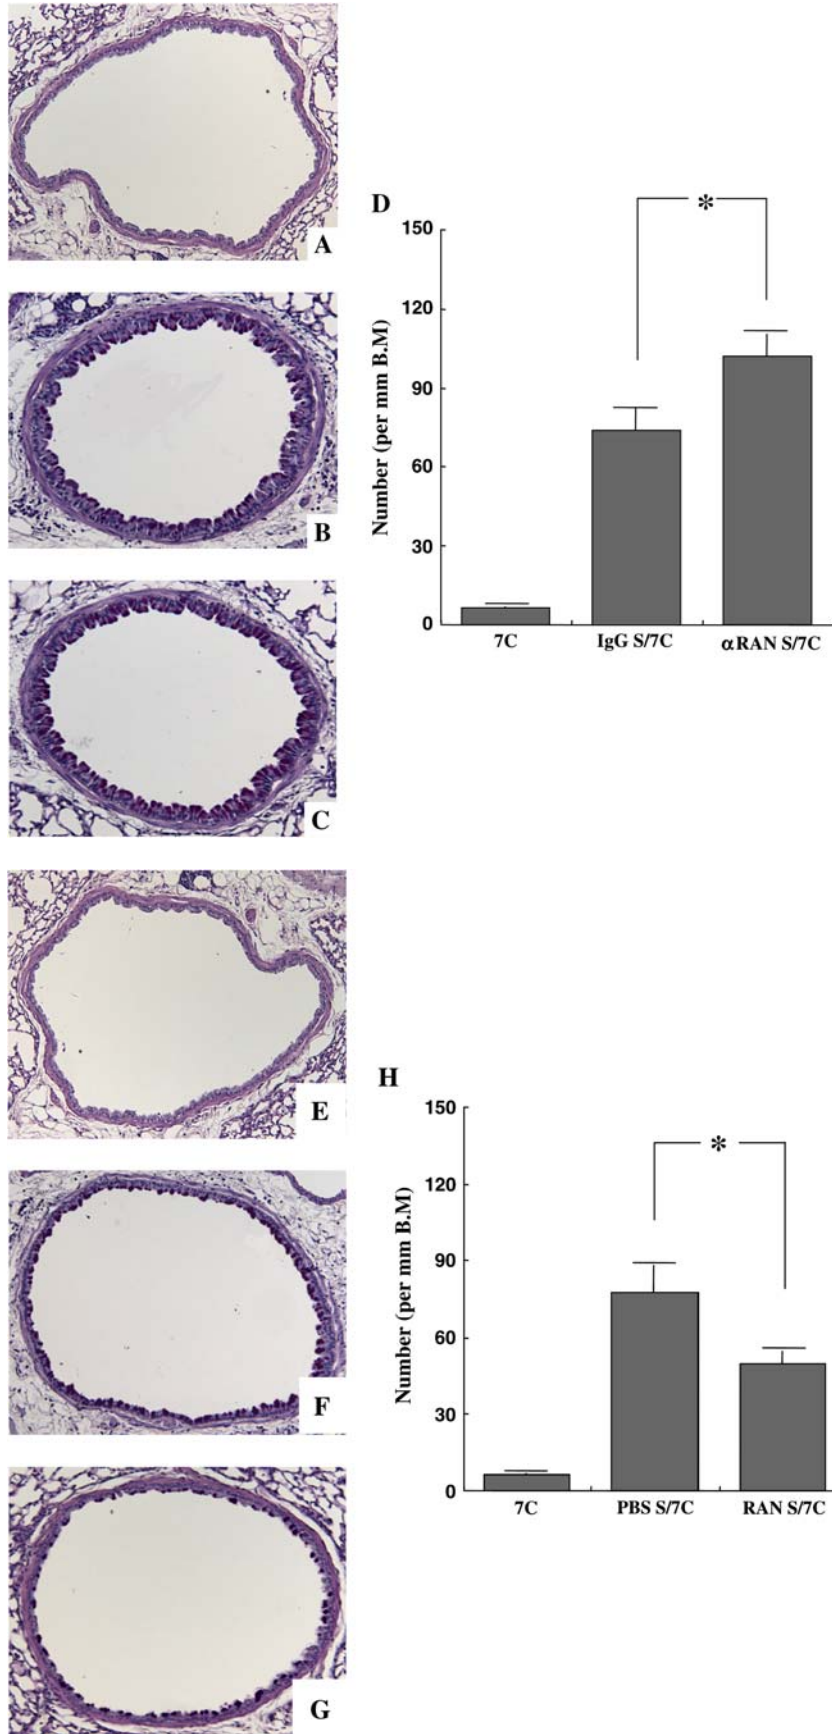 A
B
C
D
Number (per mm B.M)
150
120
90
60
30
0
*
7C
IgG S/7C
αRAN S/7C
E
F
G
H
Number (per mm B.M)
150
120
90
60
30
0
*
7C
PBS S/7C
RAN S/7C